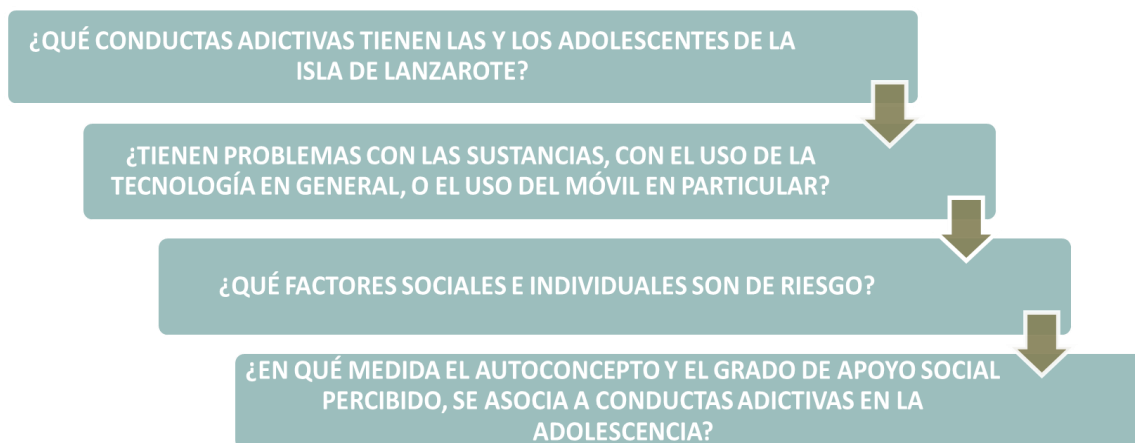 ¿QUÉ CONDUCTAS ADICTIVAS TIENEN LAS Y LOS ADOLESCENTES DE LA
ISLA DE LANZAROTE?
¿TIENEN PROBLEMAS CON LAS SUSTANCIAS, CON EL USO DE LA
TECNOLOGÍA EN GENERAL, O EL USO DEL MÓVIL EN PARTICULAR?
¿QUÉ FACTORES SOCIALES E INDIVIDUALES SON DE RIESGO?
¿EN QUÉ MEDIDA EL AUTOCONCEPTO Y EL GRADO DE APOYO SOCIAL
PERCIBIDO, SE ASOCIA A CONDUCTAS ADICTIVAS EN LA
ADOLESCENCIA?